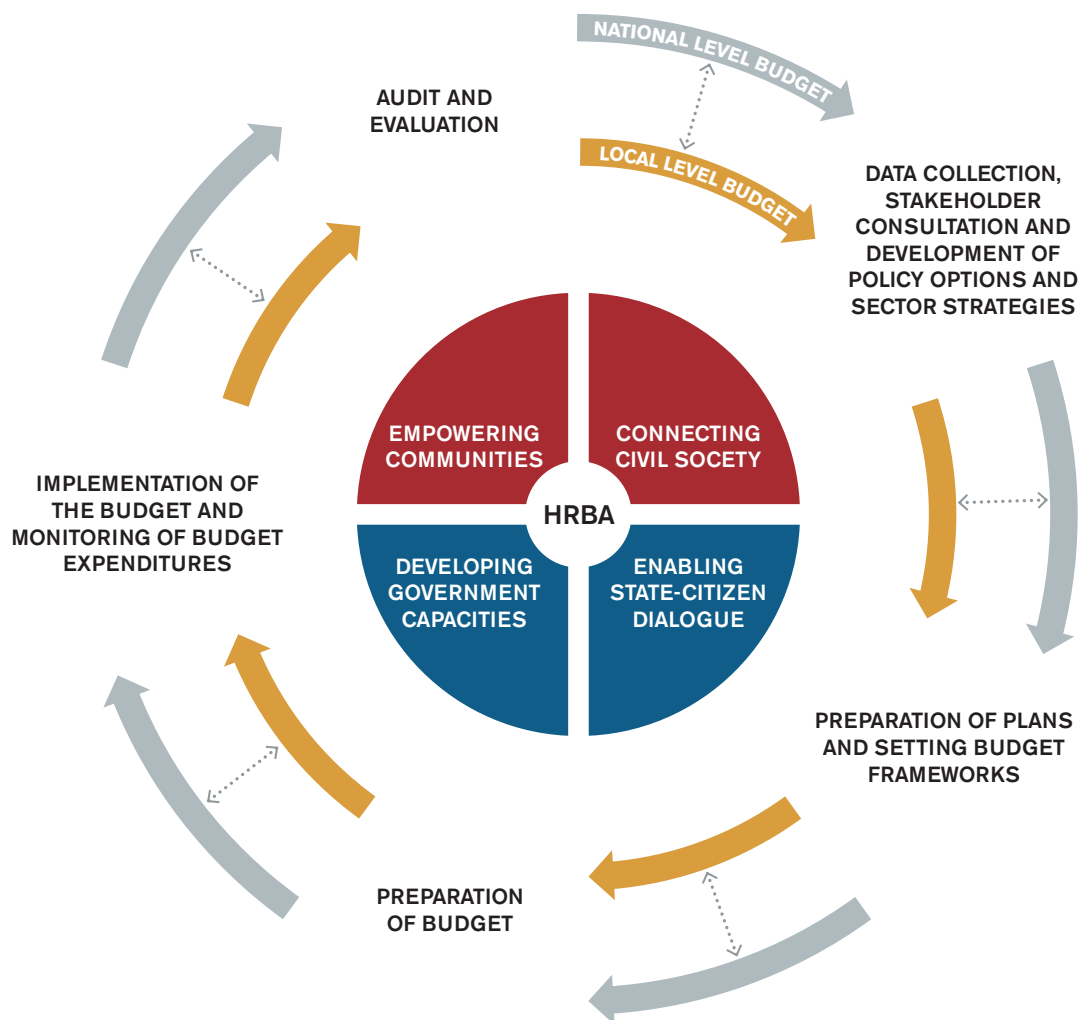 NATIONAL LEVEL BUDGET
LOCAL LEVEL BUDGET
AUDIT AND
EVALUATION
DATA COLLECTION,
STAKEHOLDER
CONSULTATION AND
DEVELOPMENT OF
POLICY OPTIONS AND
SECTOR STRATEGIES
EMPOWERING
COMMUNITIES
CONNECTING
CIVIL SOCETY
HRBA
DEVELOPING
GOVERNMENT
CAPACITIES
ENABLING
STATE-CITIZEN
DIALOGUE
IMPLEMENTATION OF
THE BUDGET AND
MONITORING OF BUDGET
EXPENDITURES
PREPARATION OF PLANS
AND SETTING BUDGET
FRAMEWORKS
PREPARATION
OF BUDGET